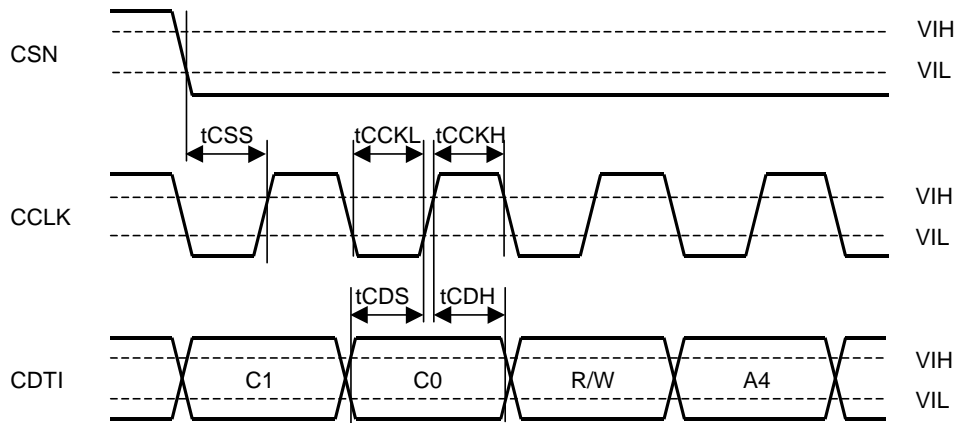 CSN
VIH
VIL
tCSS
tCCKL
tCCKH
CCLK
VIH
VIL
tCDS
tCDH
CDTI
C1
C0
R/W
A4
VIH
VIL